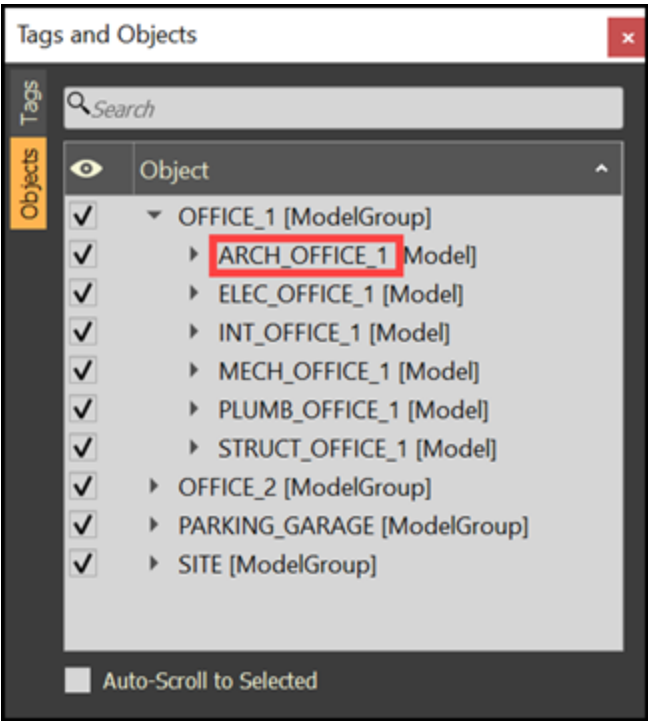 Tags and Objects
Tags
Objects
Search
Object
OFFICE_1 [ModelGroup]
ARCH_OFFICE_1 [Model]
ELEC_OFFICE_1 [Model]
INT_OFFICE_1 [Model]
MECH_OFFICE_1 [Model]
PLUMB_OFFICE_1 [Model]
STRUCT_OFFICE_1 [Model]
OFFICE_2 [ModelGroup]
PARKING_GARAGE [ModelGroup]
SITE [ModelGroup]
Auto-Scroll to Selected